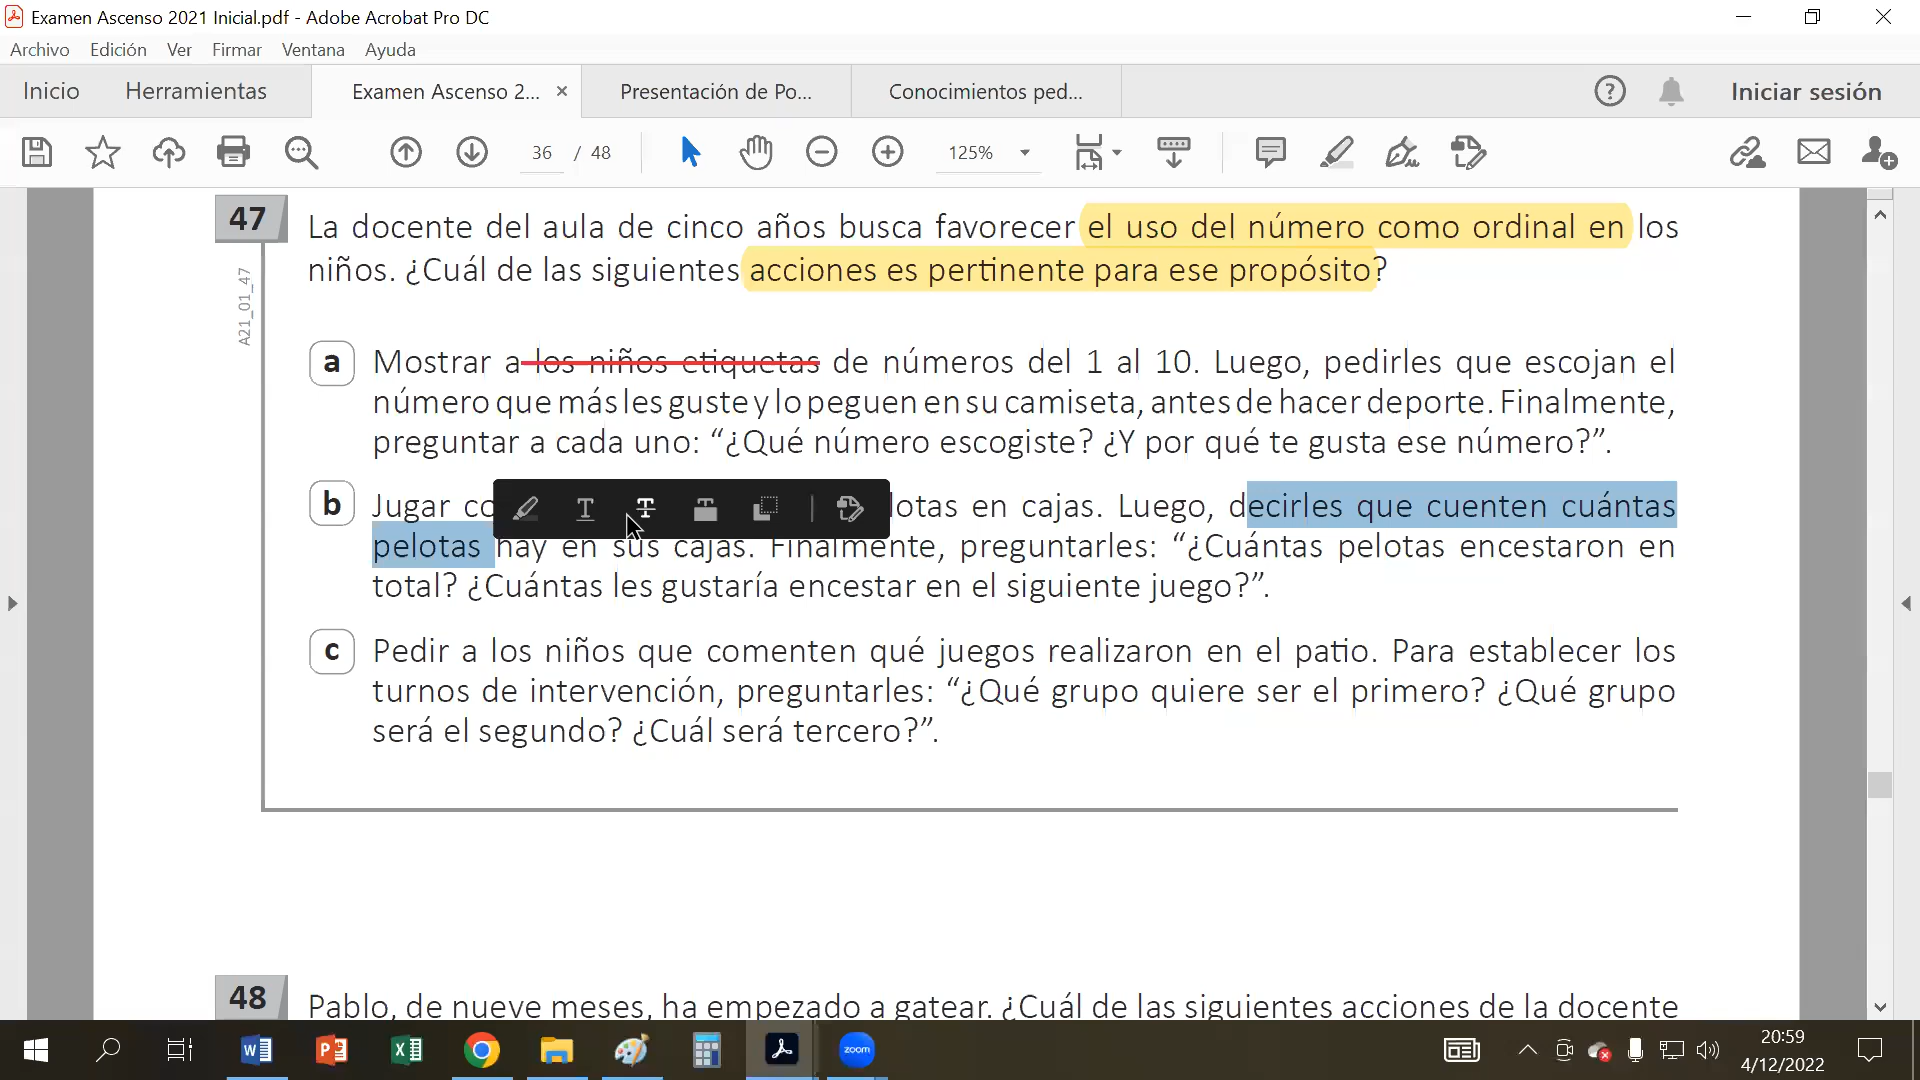 Examen Ascenso 2021 Inicial.pdf - Adobe Acrobat Pro DC
Archivo Edición Ver Firmar Ventana Ayuda
Inicio Herramientas Examen Ascenso 2... × Presentación de Po... Conocimientos ped... Iniciar sesión
36 / 48 125%
47 La docente del aula de cinco años busca favorecer el uso del número como ordinal en los
niños. ¿Cuál de las siguientes acciones es pertinente para ese propósito?
A21_01_47
a Mostrar a los niños etiquetas de números del 1 al 10. Luego, pedirles que escojan el
número que más les guste y lo peguen en su camiseta, antes de hacer deporte. Finalmente,
preguntar a cada uno: “¿Qué número escogiste? ¿Y por qué te gusta ese número?”.
b Jugar co lotas en cajas. Luego, decirles que cuenten cuántas
pelotas hay en sus cajas. Finalmente, preguntarles: “¿Cuántas pelotas encestaron en
total? ¿Cuántas les gustaría encestar en el siguiente juego?”.
c Pedir a los niños que comenten qué juegos realizaron en el patio. Para establecer los
turnos de intervención, preguntarles: “¿Qué grupo quiere ser el primero? ¿Qué grupo
será el segundo? ¿Cuál será tercero?”.
48 Pablo, de nueve meses, ha empezado a gatear. ¿Cuál de las siguientes acciones de la docente
zoom
20:59
4/12/2022